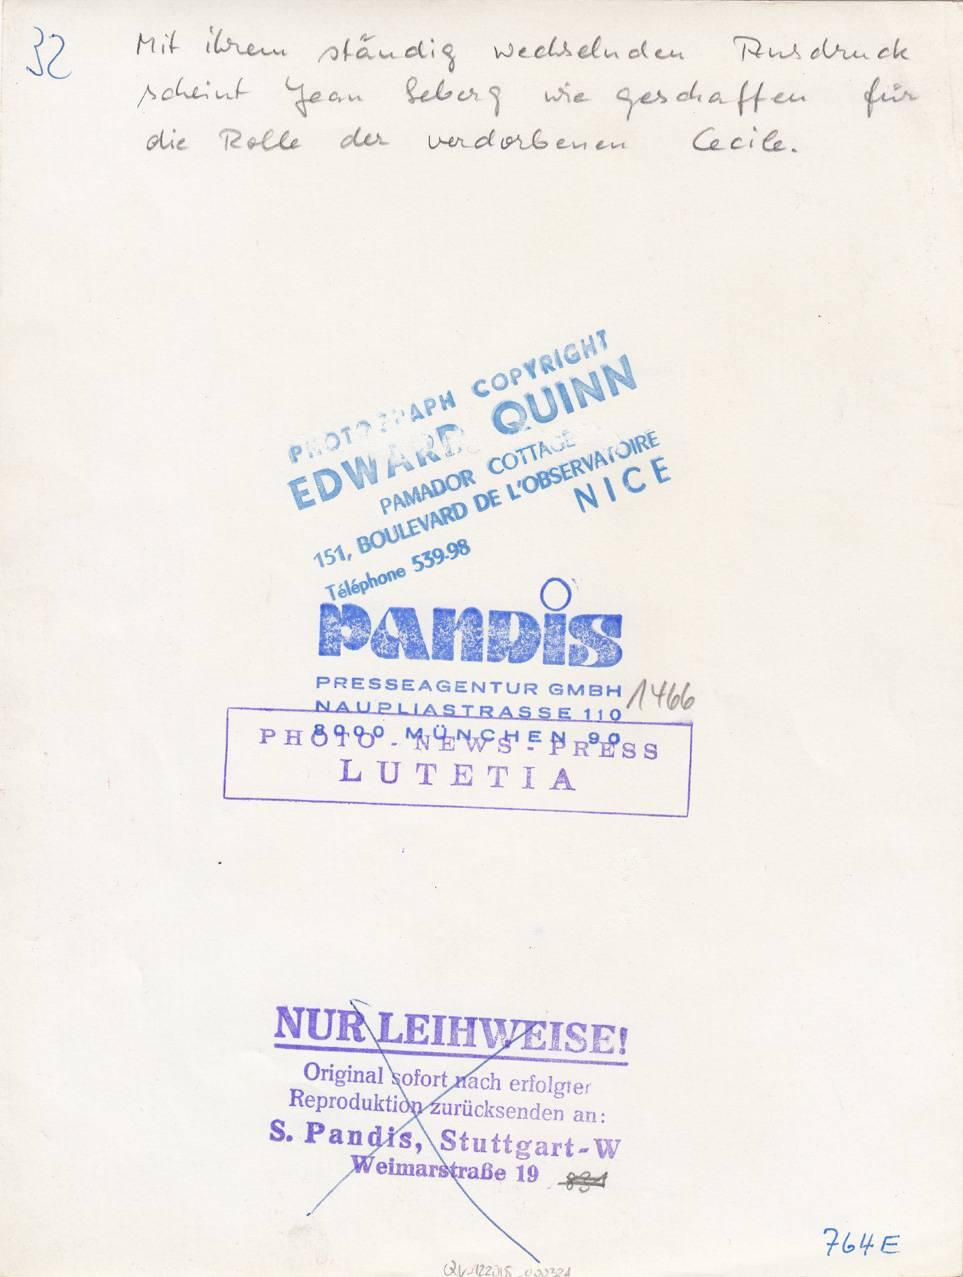 32
Mit ihrem ständig wechselnden Ausdruck
scheint Jean Seberg wie geschaffen für
die Rolle der verdorbenen Cecile.
PHOTOGRAPH COPYRIGHT
EDWARD QUINN
PAMADOR COTTAGE
151, BOULEVARD DE L'OBSERVATOIRE
NICE
Téléphone 539-98
PANDIS
PRESSEAGENTUR GMBH
1466
NAUPLIASTRASSE 110
8000 MÜNCHEN 90
PHOTO-NEWS-PRESS
LUTETIA
NUR LEIHWEISE!
Original sofort nach erfolgter
Reproduktion zurücksenden an:
S. Pandis, Stuttgart-W
Weimarstraße 19
764E